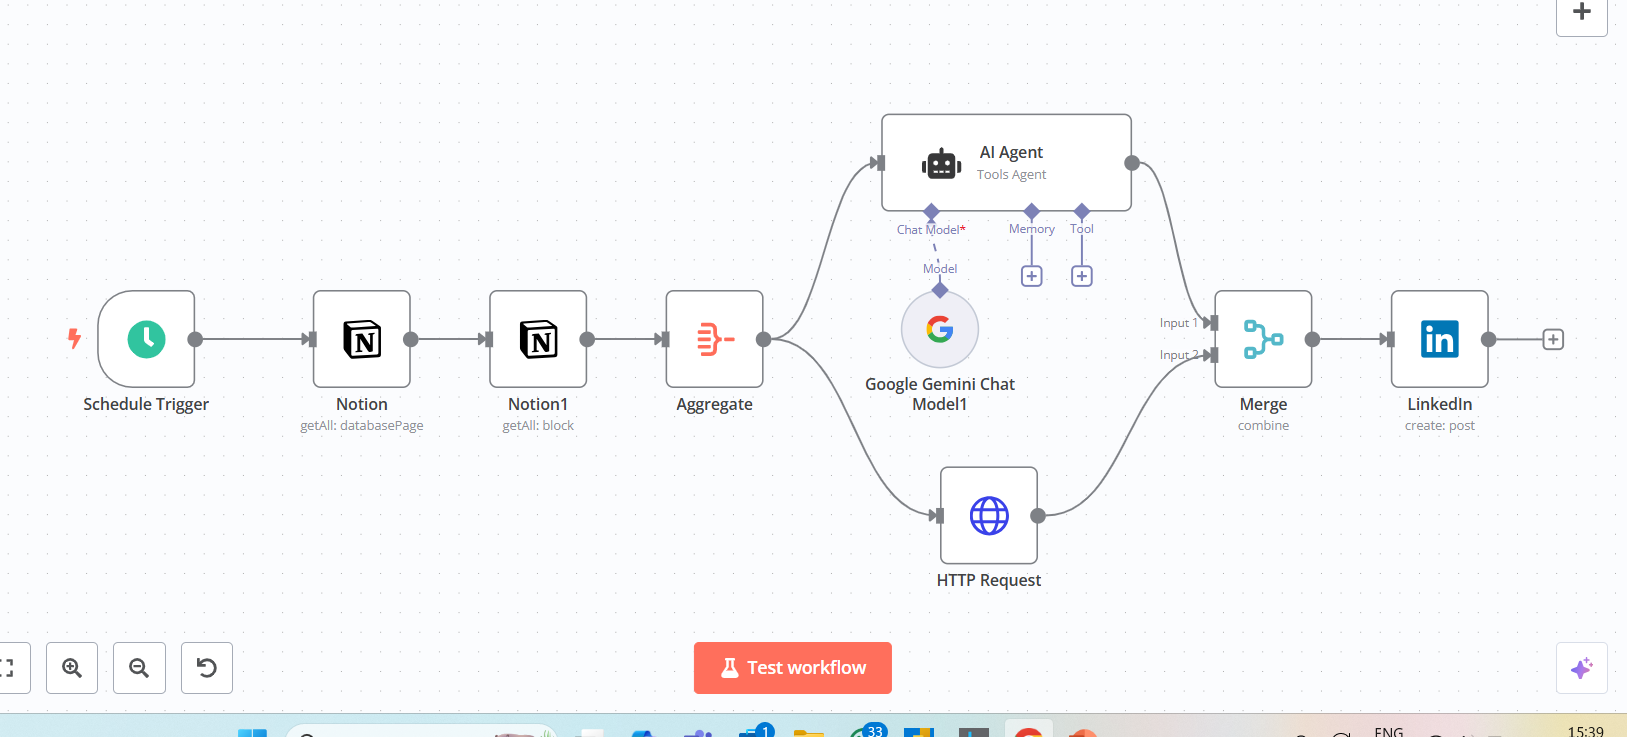 AI Agent
Tools Agent
Chat Model*
Memory
Tool
Model
Input 1
Input 2
Schedule Trigger
Notion
getAll: databasePage
Notion1
getAll: block
Aggregate
Google Gemini Chat
Model1
Merge
combine
LinkedIn
create: post
HTTP Request
Test workflow
1
33
ENG
15:39